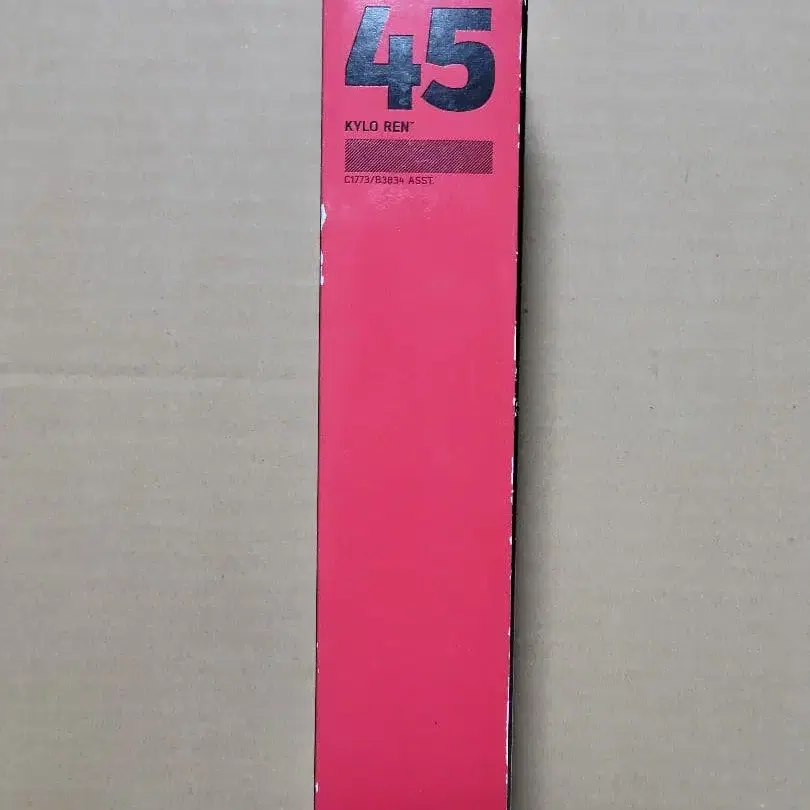 45
KYLO REN™
C1773/B3834 ASST.